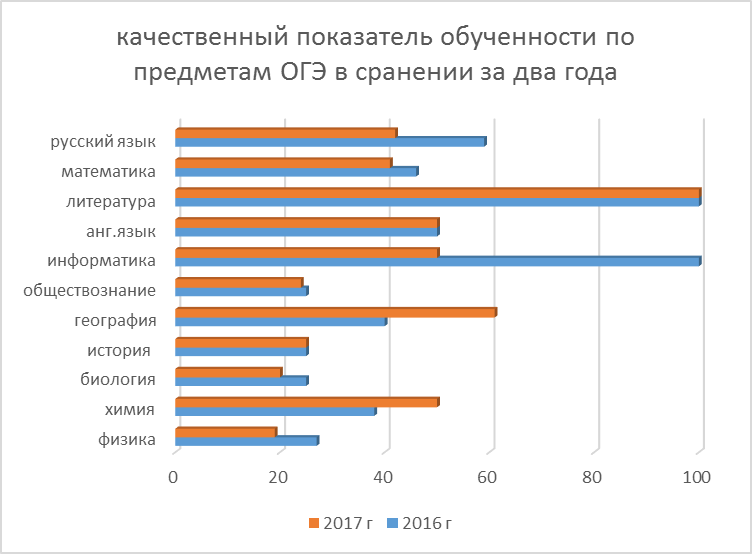 качественный показатель обученности по
предметам ОГЭ в сранении за два года
русский язык
математика
литература
анг.язык
информатика
обществознание
география
история
биология
химия
физика
0 20 40 60 80 100
2017 г 2016 г